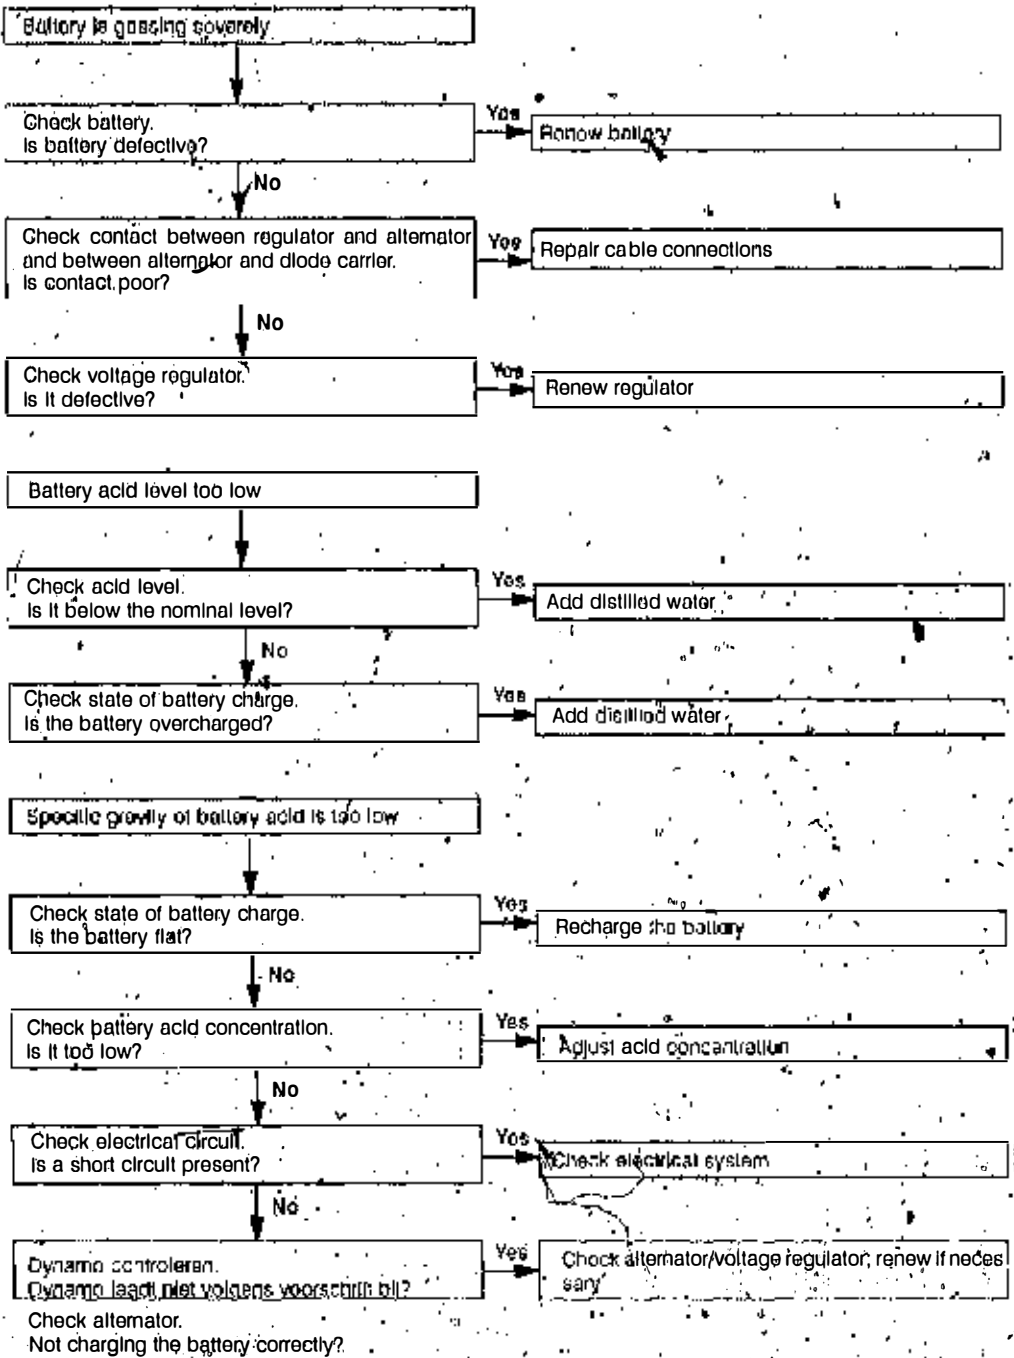 Battery is gassing severely
Check battery.
Is battery defective?
Yes
Renew battery
No
Check contact between regulator and alternator
and between alternator and diode carrier.
Is contact poor?
Yes
Repair cable connections
No
Check voltage regulator.
Is it defective?
Yes
Renew regulator
Battery acid level too low
Check acid level.
Is it below the nominal level?
Yes
Add distilled water
No
Check state of battery charge.
Is the battery overcharged?
Yes
Add distilled water
Specific gravity of battery acid is too low
Check state of battery charge.
Is the battery flat?
Yes
Recharge the battery
No
Check battery acid concentration.
Is it too low?
Yes
Adjust acid concentration
No
Check electrical circuit.
Is a short circuit present?
Yes
Check electrical system
No
Dynamo controleren.
Dynamo laadt niet volgens voorschrift bij?
Yes
Check alternator/voltage regulator; renew if neces
sary
Check alternator.
Not charging the battery correctly?